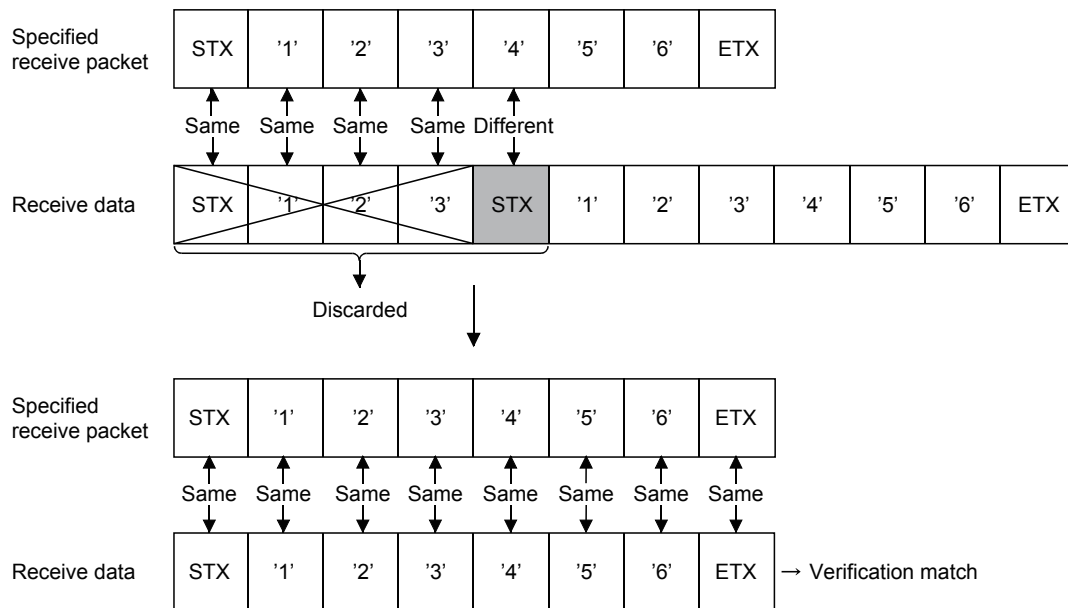 Specified
receive packet
STX ’1’ ’2’ ’3’ ’4’ ’5’ ’6’ ETX
Same Same Same Same Different
Receive data
STX ’1’ ’2’ ’3’ STX ’1’ ’2’ ’3’ ’4’ ’5’ ’6’ ETX
Discarded
Specified
receive packet
STX ’1’ ’2’ ’3’ ’4’ ’5’ ’6’ ETX
Same Same Same Same Same Same Same Same
Receive data
STX ’1’ ’2’ ’3’ ’4’ ’5’ ’6’ ETX → Verification match